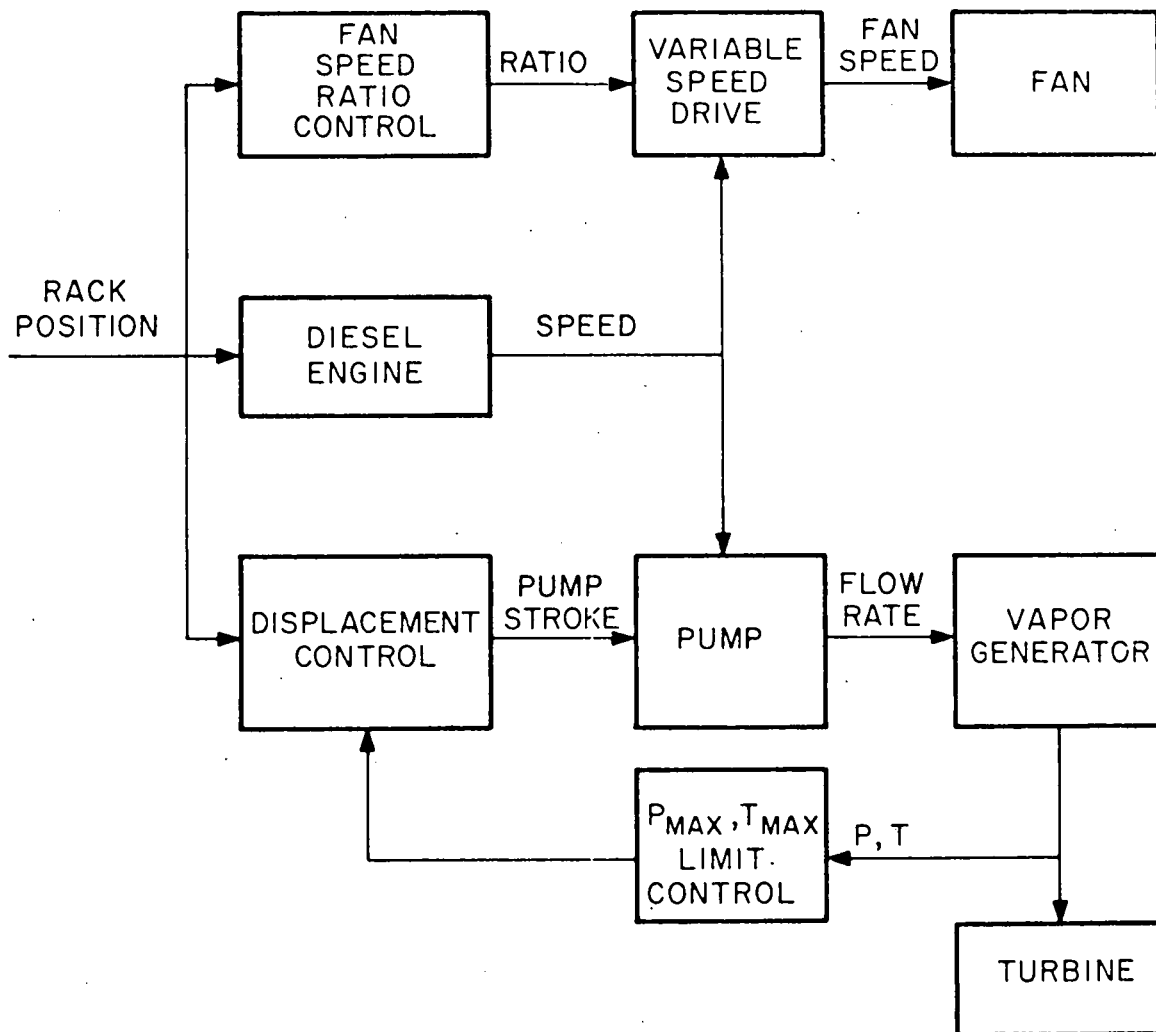 FAN
SPEED
RATIO
CONTROL
RATIO
VARIABLE
SPEED
DRIVE
FAN
SPEED
FAN
RACK
POSITION
DIESEL
ENGINE
SPEED
DISPLACEMENT
CONTROL
PUMP
STROKE
PUMP
FLOW
RATE
VAPOR
GENERATOR
PMAX, TMAX
LIMIT
CONTROL
P, T
TURBINE